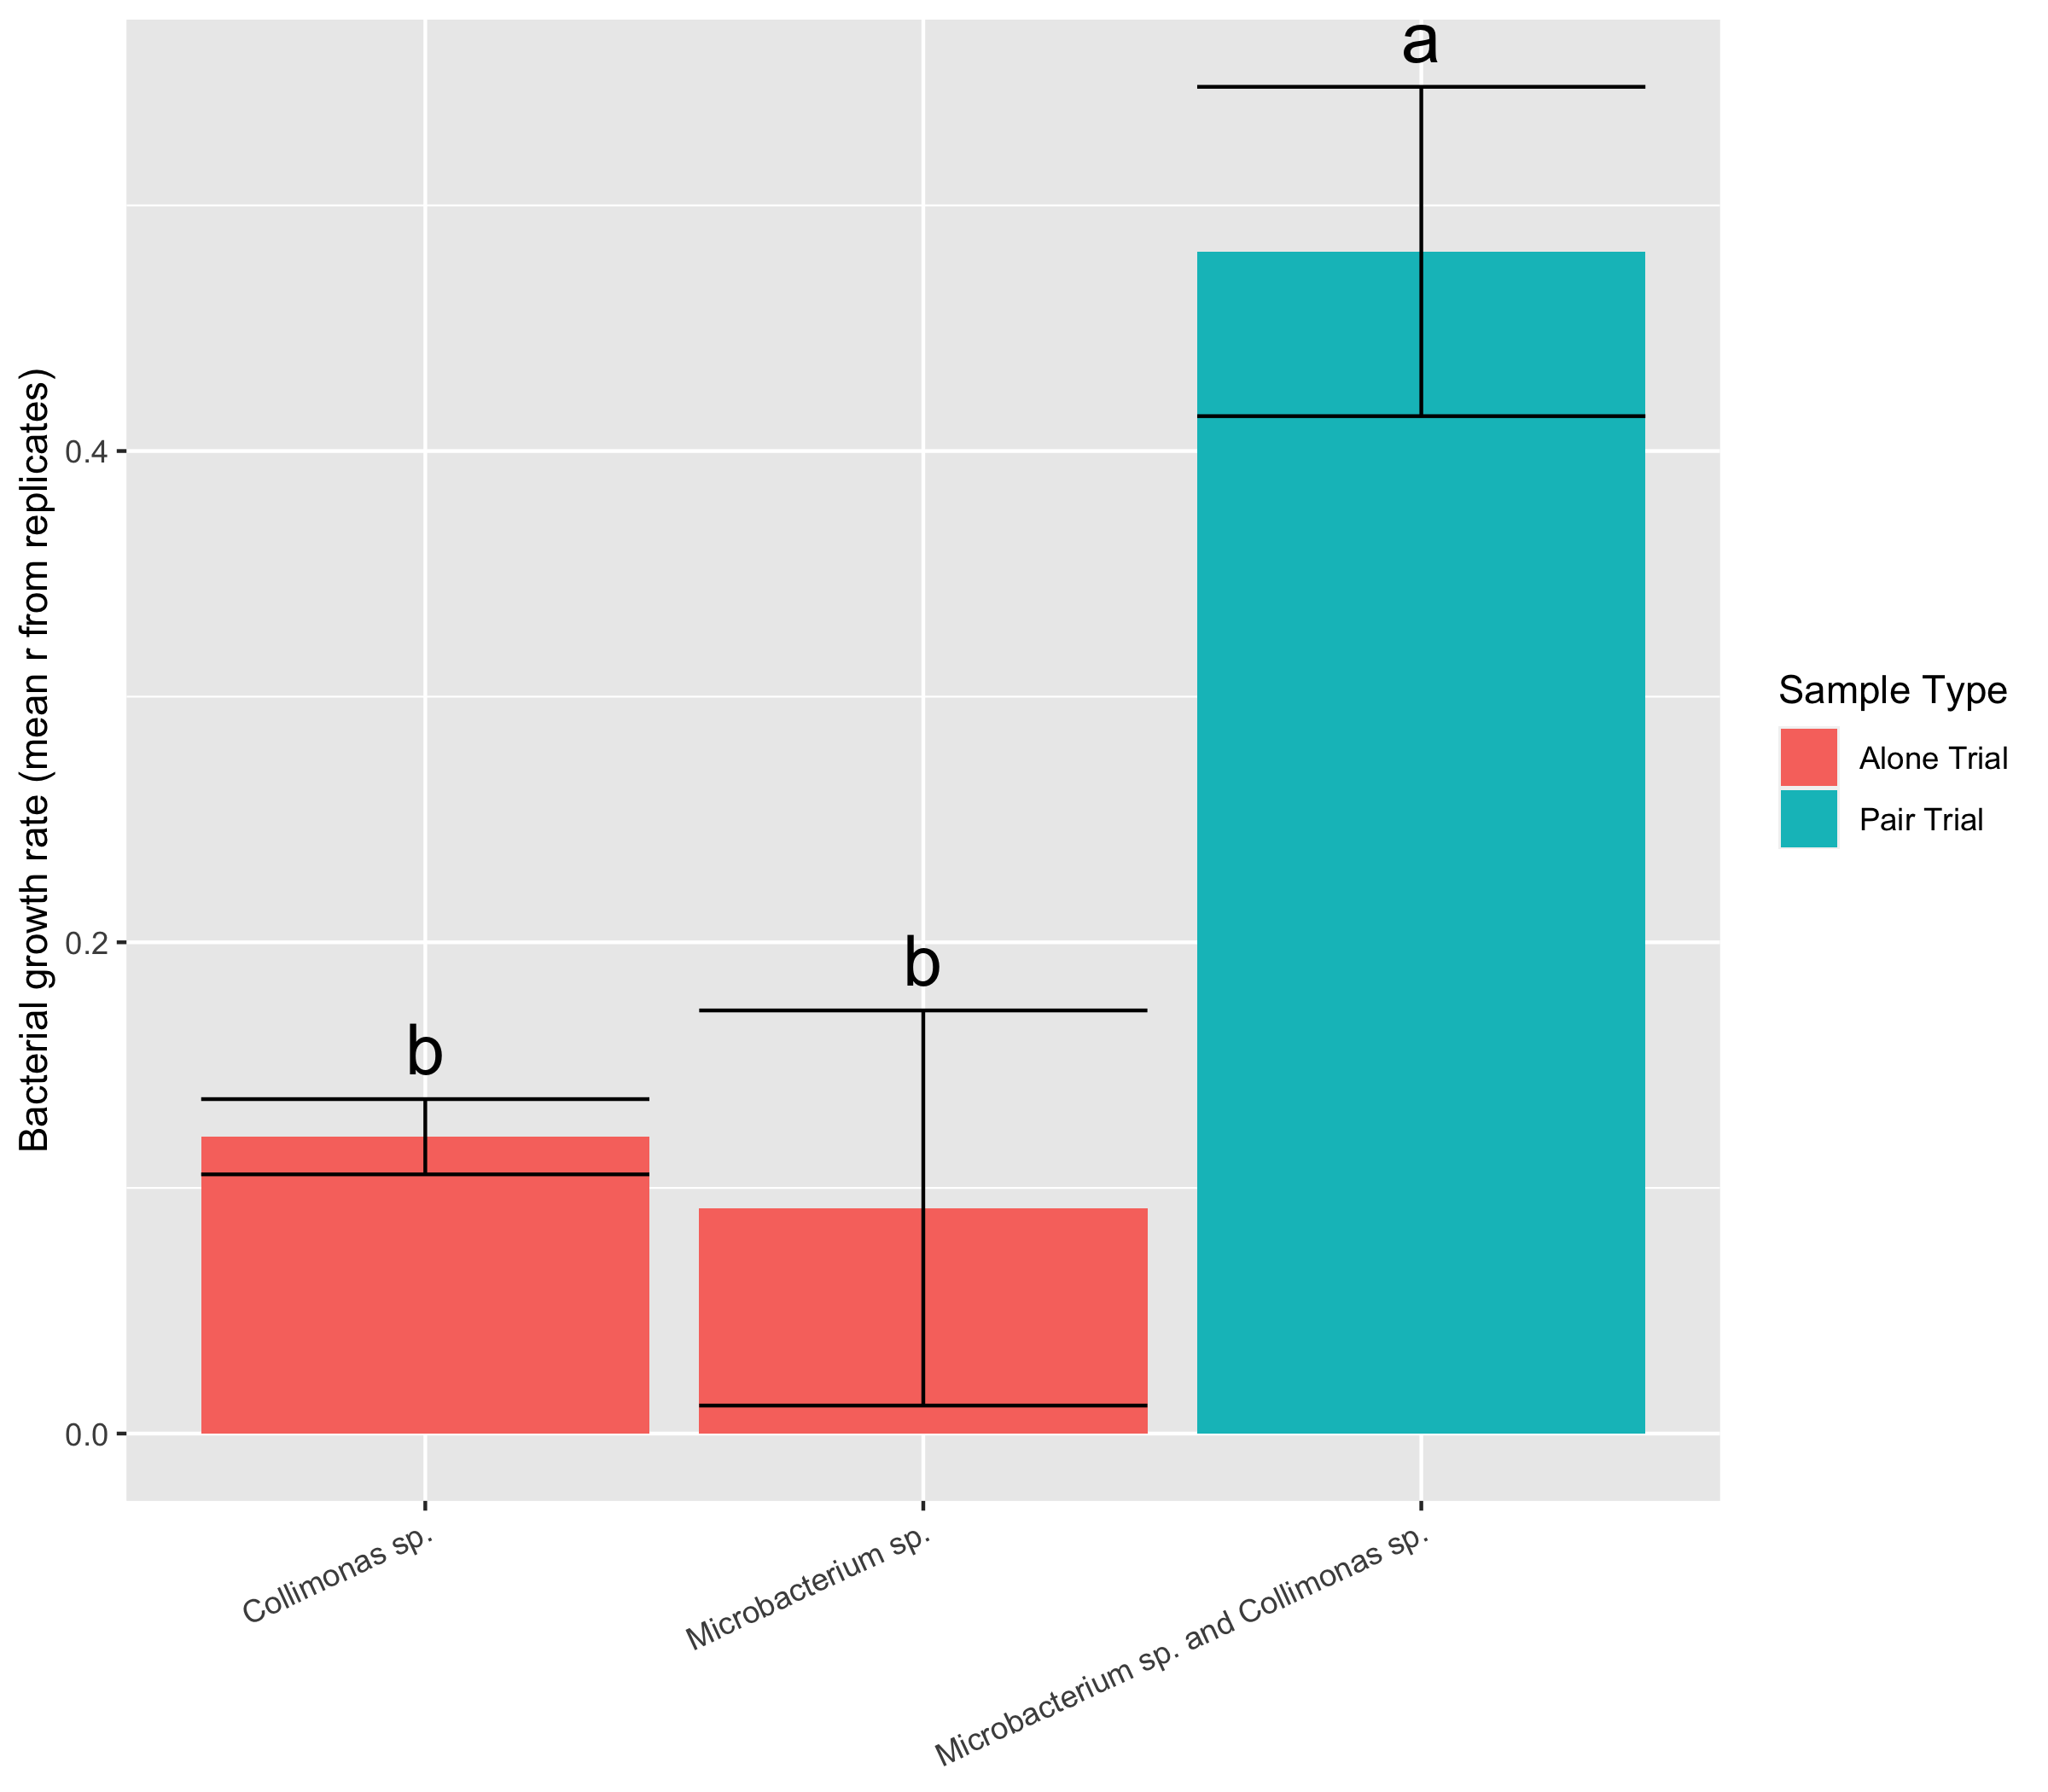 a
b
b
Bacterial growth rate (mean r from replicates)
0.4
0.2
0.0
Collimonas sp.
Microbacterium sp.
Microbacterium sp. and Collimonas sp.
Sample Type
Alone Trial
Pair Trial